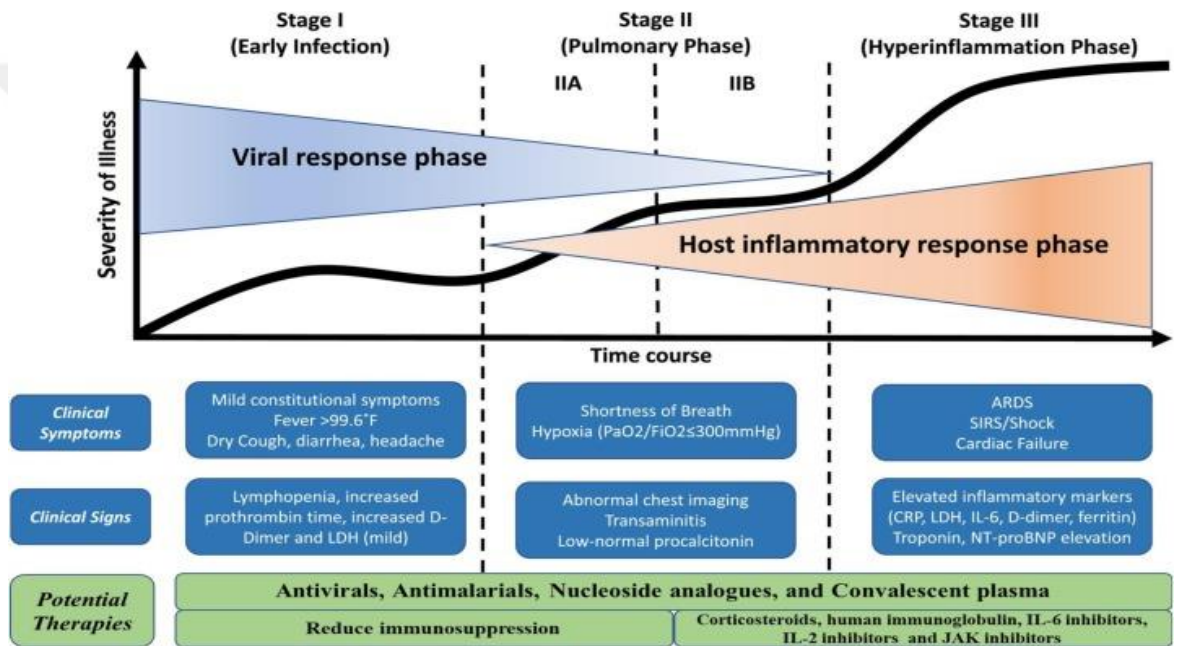 Stage I
(Early Infection)
Stage II
(Pulmonary Phase)
Stage III
(Hyperinflammation Phase)
IIA
IIB
Severity of Illness
Viral response phase
Host inflammatory response phase
Time course
Clinical
Symptoms
Mild constitutional symptoms
Fever >99.6°F
Dry Cough, diarrhea, headache
Shortness of Breath
Hypoxia (PaO2/FiO2≤300mmHg)
ARDS
SIRS/Shock
Cardiac Failure
Clinical Signs
Lymphopenia, increased
prothrombin time, increased D-
Dimer and LDH (mild)
Abnormal chest imaging
Transaminitis
Low-normal procalcitonin
Elevated inflammatory markers
(CRP, LDH, IL-6, D-dimer, ferritin)
Troponin, NT-proBNP elevation
Potential
Therapies
Antivirals, Antimalarials, Nucleoside analogues, and Convalescent plasma
Reduce immunosuppression
Corticosteroids, human immunoglobulin, IL-6 inhibitors,
IL-2 inhibitors and JAK inhibitors